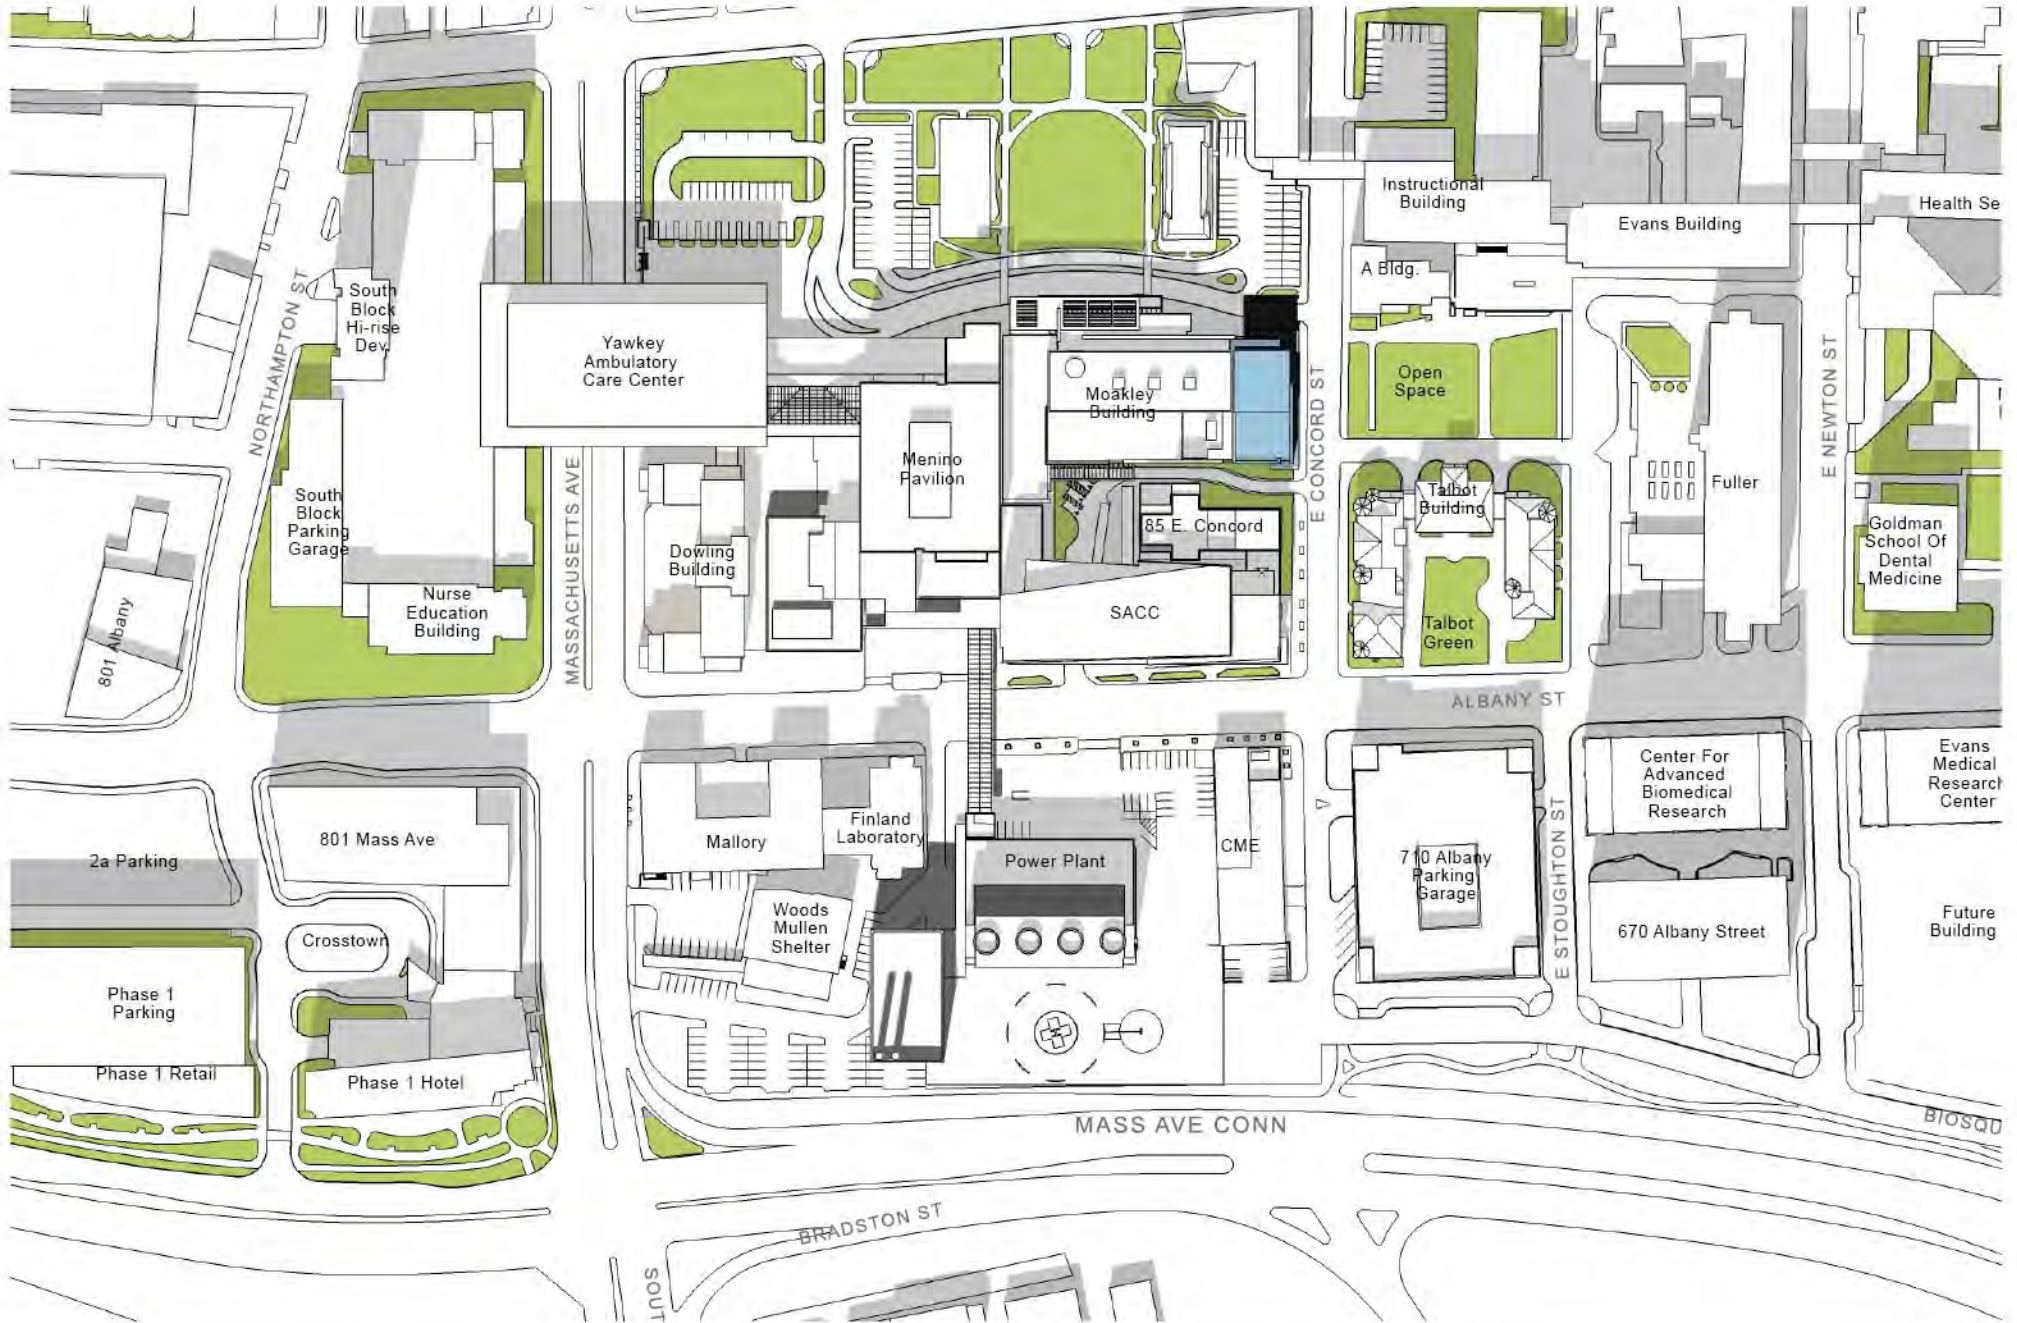 Instructional
Building
Health Se
Evans Building
A Bldg.
South
Block
Hi-rise
Dev.
NORTHAMPTON ST
Yawkey
Ambulatory
Care Center
Moakley
Building
E CONCORD ST
Open
Space
E NEWTON ST
Menino
Pavilion
South
Block
Parking
Garage
MASSACHUSETTS AVE
Dowling
Building
85 E. Concord
Talbot
Building
Fuller
Goldman
School Of
Dental
Medicine
Nurse
Education
Building
801 Albany
SACC
Talbot
Green
ALBANY ST
801 Mass Ave
2a Parking
Mallory
Finland
Laboratory
Power Plant
CME
710 Albany
Parking
Garage
E STOUGHTON ST
Center For
Advanced
Biomedical
Research
Evans
Medical
Research
Center
Woods
Mullen
Shelter
Crosstown
670 Albany Street
Future
Building
Phase 1
Parking
Phase 1 Retail
Phase 1 Hotel
MASS AVE CONN
BIOSQU
BRADSTON ST
SOUT